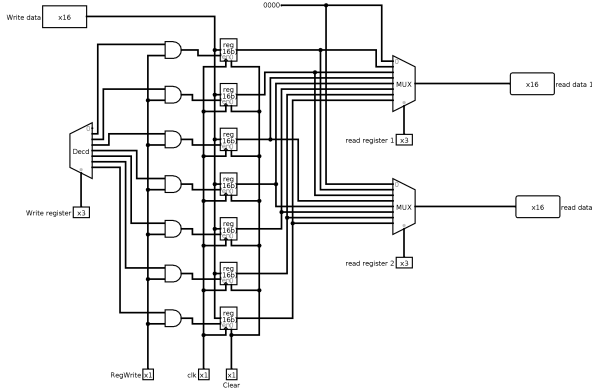 0000
Write data
x16
reg
16b
MUX
x16
read data 1
reg
16b
reg
16b
read register 1
x3
Decd
reg
16b
Write register
x3
MUX
x16
read data
reg
16b
reg
16b
read register 2
x3
reg
16b
RegWrite
x1
clk
x1
x1
Clear